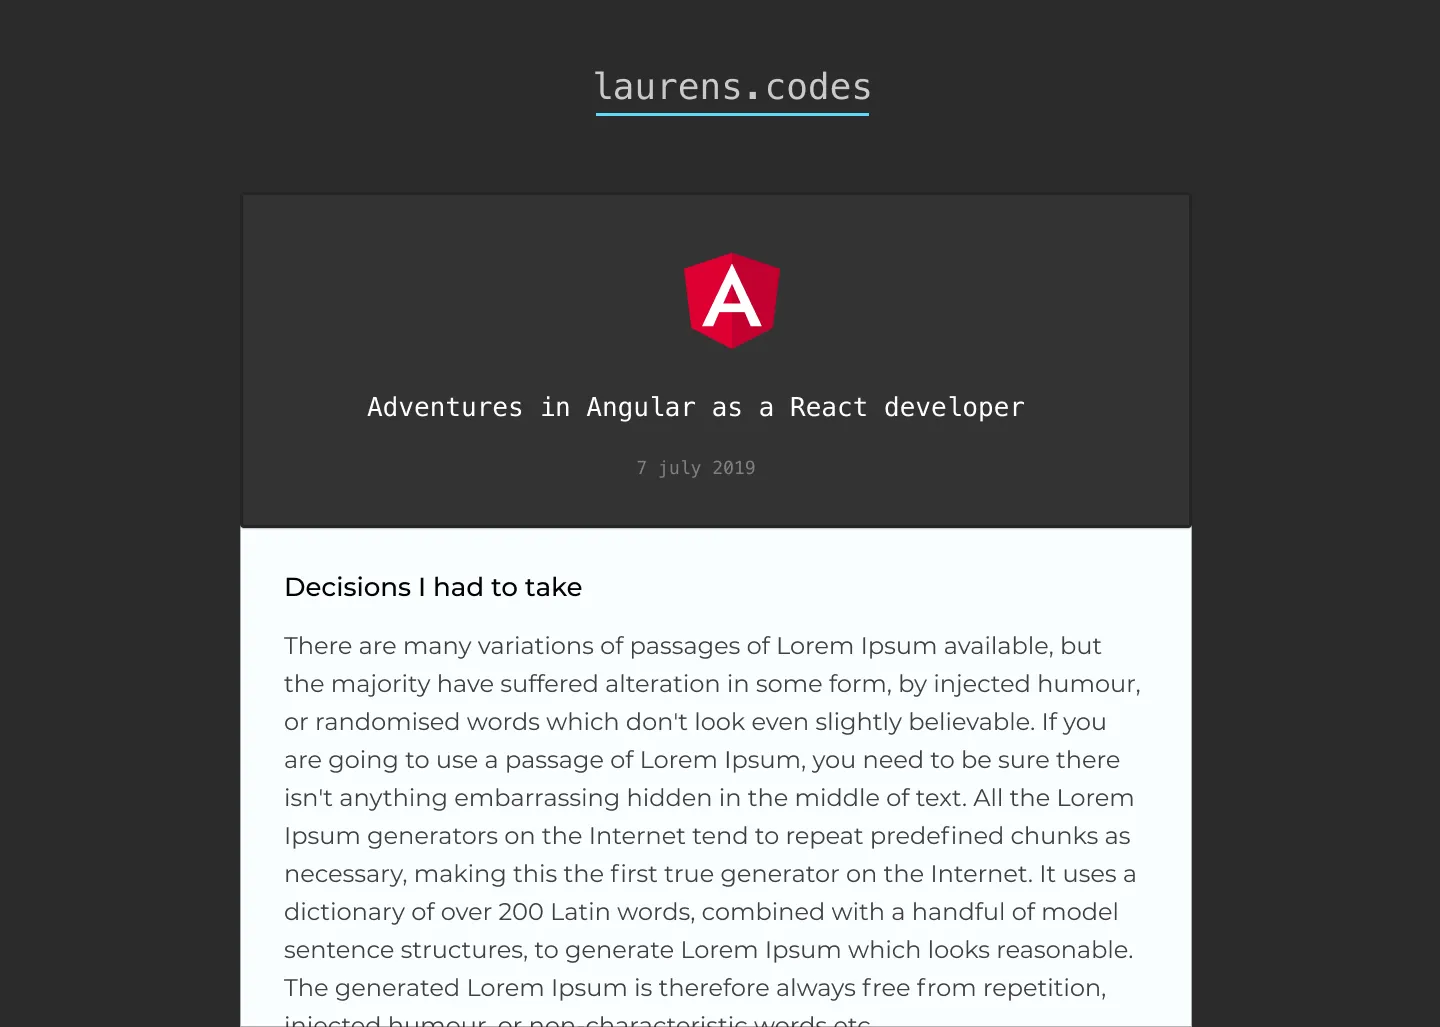 laurens.codes
A
Adventures in Angular as a React developer
7 july 2019
Decisions I had to take
There are many variations of passages of Lorem Ipsum available, but
the majority have suffered alteration in some form, by injected humour,
or randomised words which don't look even slightly believable. If you
are going to use a passage of Lorem Ipsum, you need to be sure there
isn't anything embarrassing hidden in the middle of text. All the Lorem
Ipsum generators on the Internet tend to repeat predefined chunks as
necessary, making this the first true generator on the Internet. It uses a
dictionary of over 200 Latin words, combined with a handful of model
sentence structures, to generate Lorem Ipsum which looks reasonable.
The generated Lorem Ipsum is therefore always free from repetition,
injected humour, or non-characteristic words etc.